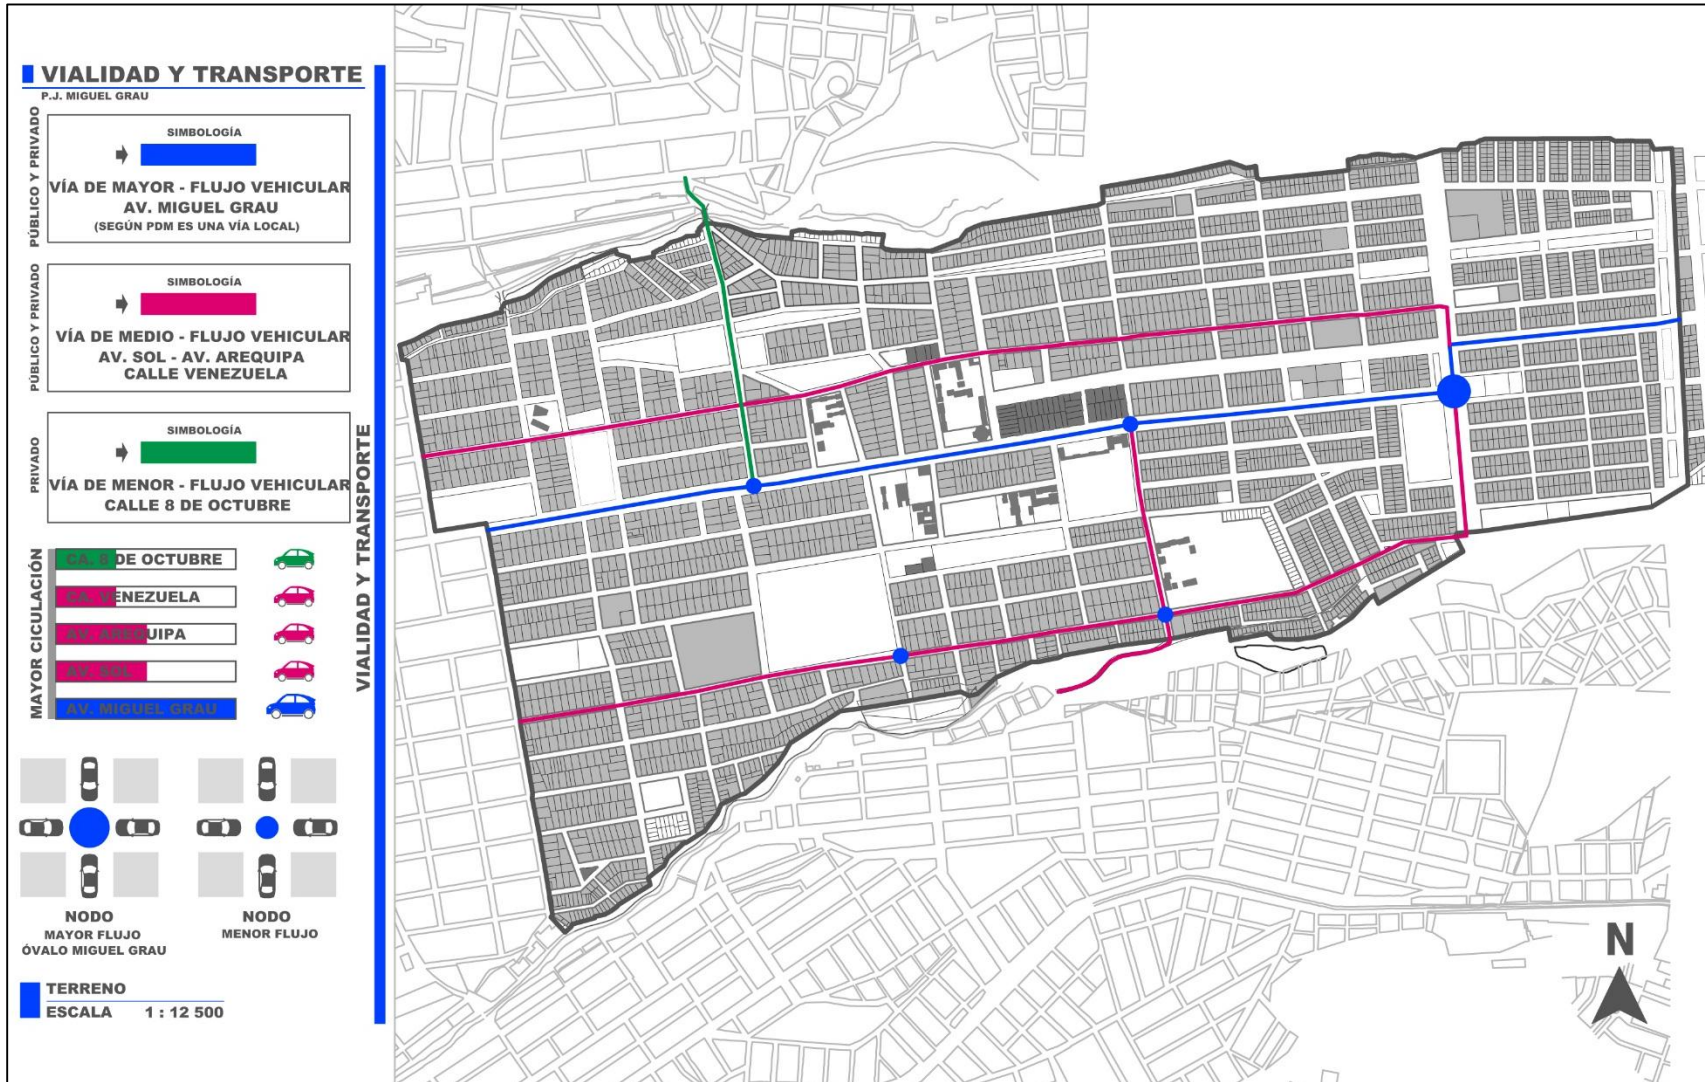 VIALIDAD Y TRANSPORTE
P.J. MIGUEL GRAU
PÚBLICO Y PRIVADO
SIMBOLOGÍA
VÍA DE MAYOR - FLUJO VEHICULAR
AV. MIGUEL GRAU
(SEGÚN PDM ES UNA VÍA LOCAL)
PÚBLICO Y PRIVADO
SIMBOLOGÍA
VÍA DE MEDIO - FLUJO VEHICULAR
AV. SOL - AV. AREQUIPA
CALLE VENEZUELA
PRIVADO
SIMBOLOGÍA
VÍA DE MENOR - FLUJO VEHICULAR
CALLE 8 DE OCTUBRE
MAYOR CICULACIÓN
CA. 8 DE OCTUBRE
CA. VENEZUELA
AV. AREQUIPA
AV. SOL
AV. MIGUEL GRAU
VIALIDAD Y TRANSPORTE
NODO
MAYOR FLUJO
ÓVALO MIGUEL GRAU
NODO
MENOR FLUJO
TERRENO
ESCALA 1 : 12 500
N